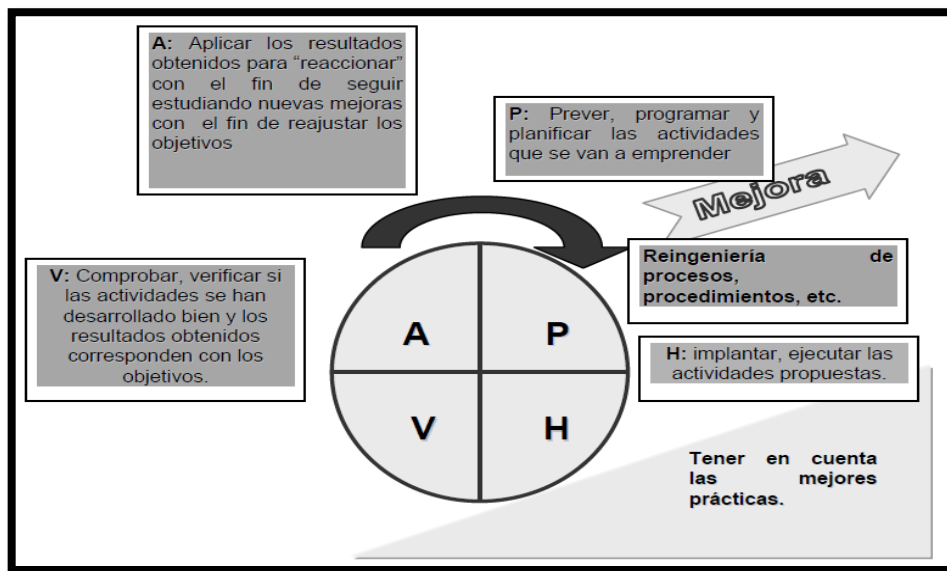 A: Aplicar los resultados
obtenidos para “reaccionar”
con el fin de seguir
estudiando nuevas mejoras
con el fin de reajustar los
objetivos
P: Prever, programar y
planificar las actividades
que se van a emprender
Mejora
Reingeniería de
procesos,
procedimientos, etc.
V: Comprobar, verificar si
las actividades se han
desarrollado bien y los
resultados obtenidos
corresponden con los
objetivos.
A
P
H: implantar, ejecutar las
actividades propuestas.
V
H
Tener en cuenta
las mejores
prácticas.